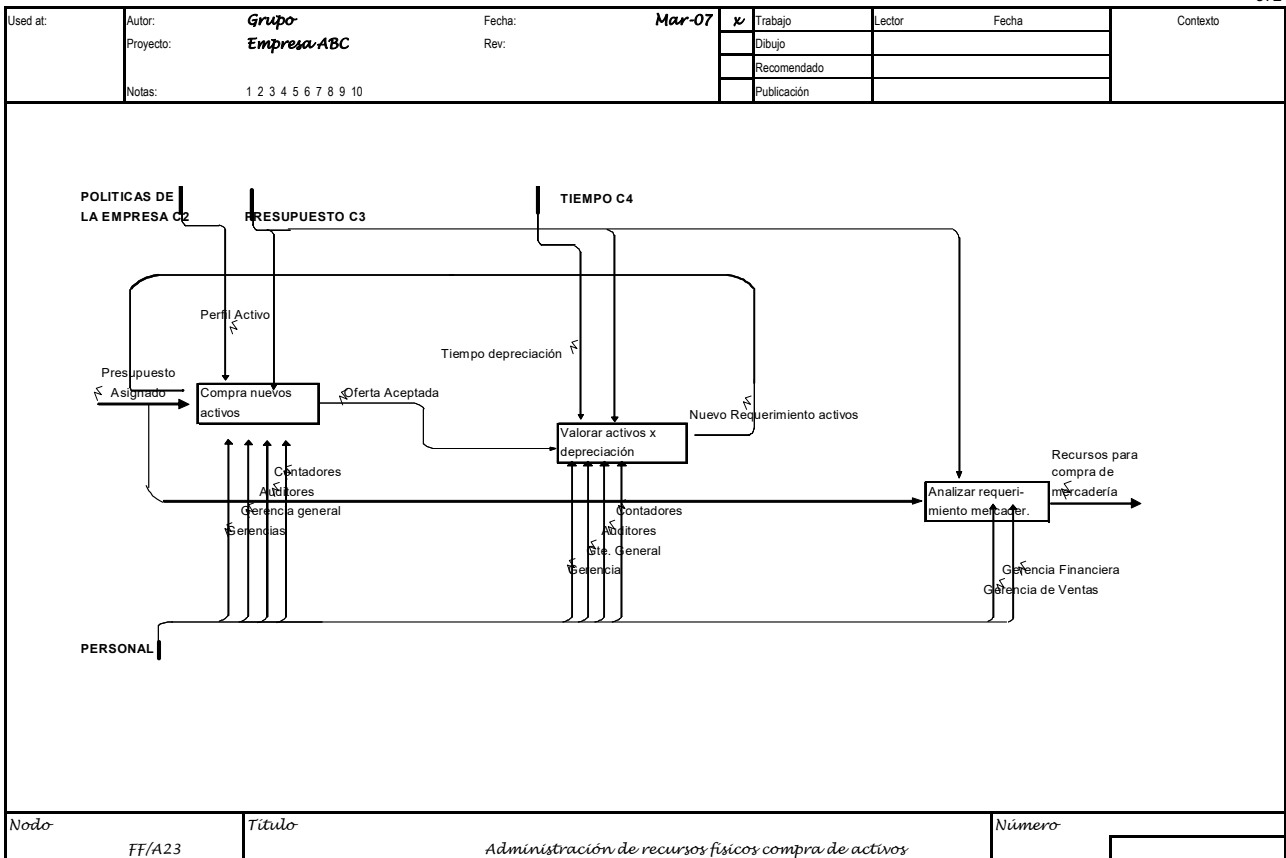 Used at:
Autor: Grupo Fecha: Mar-07 x Trabajo Lector Fecha Contexto
Proyecto: Empresa ABC Rev: Dibujo
Recomendado
Notas: 1 2 3 4 5 6 7 8 9 10 Publicación
POLITICAS DE
LA EMPRESA C2
PRESUPUESTO C3
TIEMPO C4
Perfil Activo
Tiempo depreciación
Presupuesto
Asignado
Compra nuevos
activos
Oferta Aceptada
Nuevo Requerimiento activos
Valorar activos x
depreciación
Recursos para
compra de
mercadería
Analizar requeri-
miento mercader.
Contadores
Auditores
Gerencia general
Gerencias
Contadores
Auditores
Gte. General
Gerencia
Gerencia Financiera
Gerencia de Ventas
PERSONAL
Nodo Título Número
FF/A23 Administración de recursos físicos compra de activos